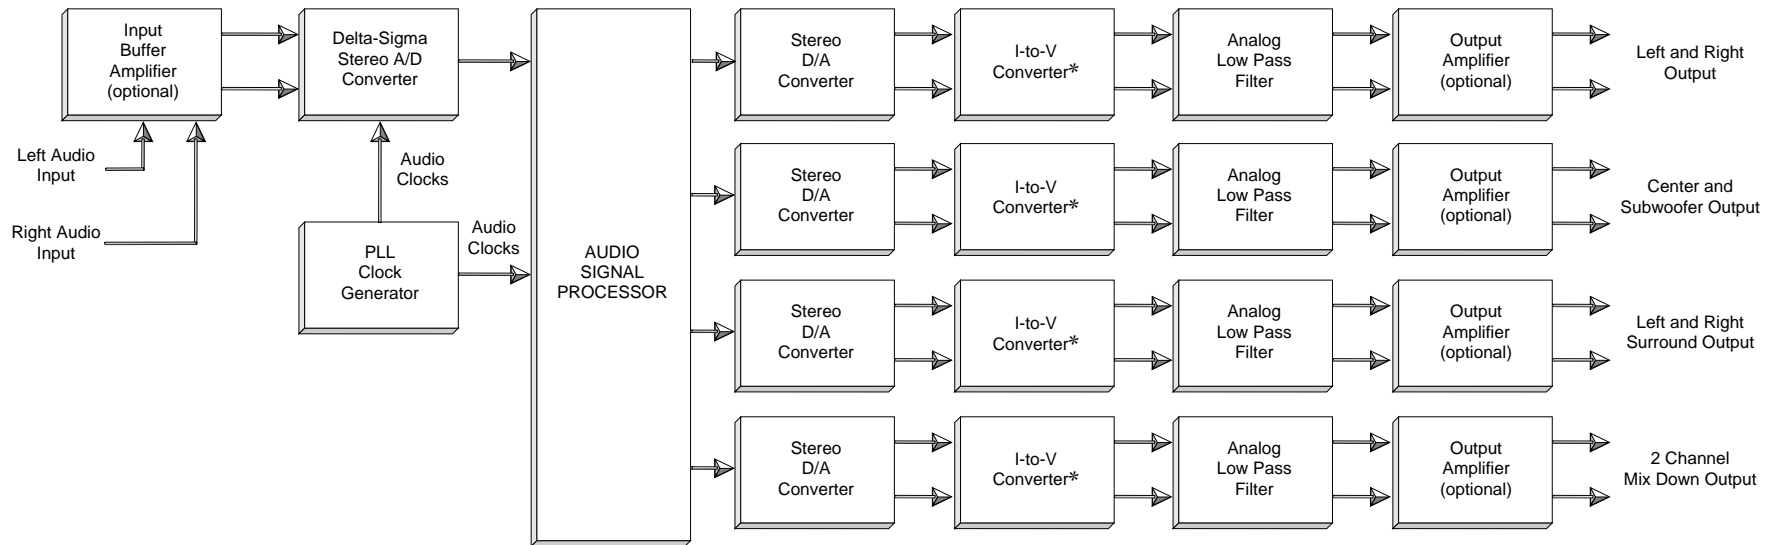 Input
Buffer
Amplifier
(optional)
Delta-Sigma
Stereo A/D
Converter
Left Audio
Input
Right Audio
Input
Audio
Clocks
PLL
Clock
Generator
Audio
Clocks
AUDIO
SIGNAL
PROCESSOR
Stereo
D/A
Converter
I-to-V
Converter*
Analog
Low Pass
Filter
Output
Amplifier
(optional)
Left and Right
Output
Stereo
D/A
Converter
I-to-V
Converter*
Analog
Low Pass
Filter
Output
Amplifier
(optional)
Center and
Subwoofer Output
Stereo
D/A
Converter
I-to-V
Converter*
Analog
Low Pass
Filter
Output
Amplifier
(optional)
Left and Right
Surround Output
Stereo
D/A
Converter
I-to-V
Converter*
Analog
Low Pass
Filter
Output
Amplifier
(optional)
2 Channel
Mix Down Output